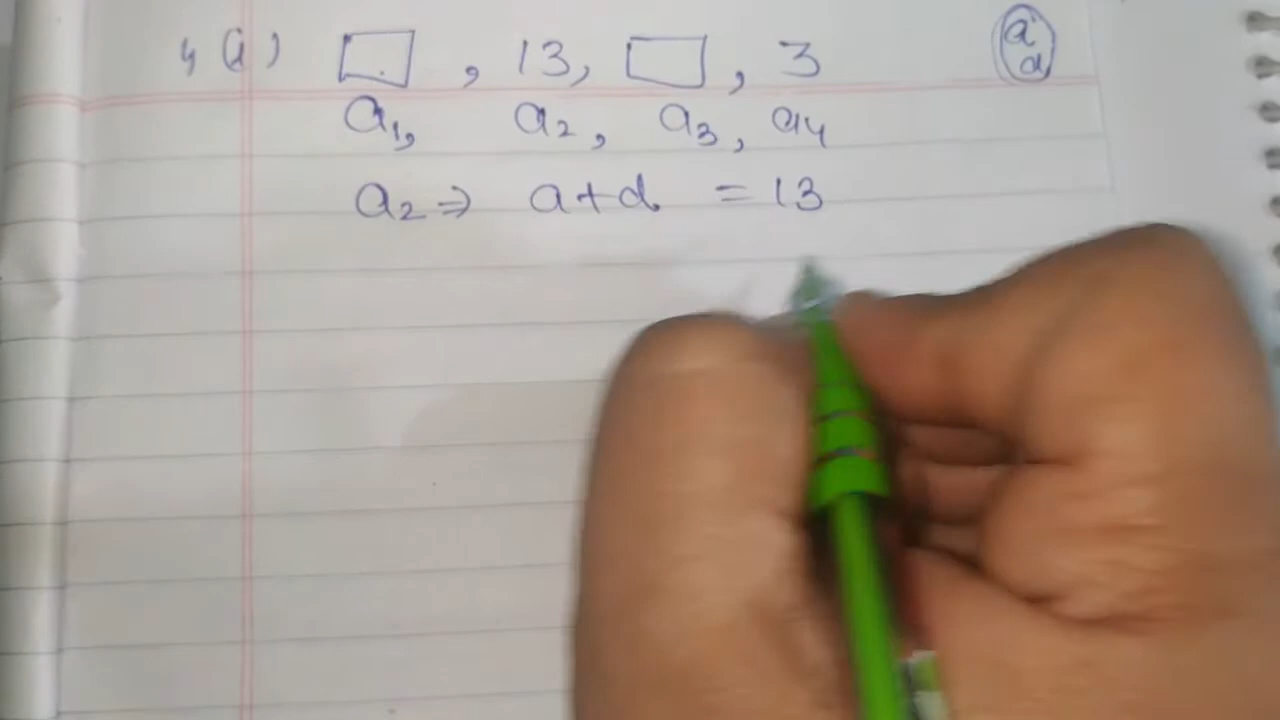 4 (i) □, 13, □, 3
a₁, a₂, a₃, a₄
a₂ ⇒ a+d = 13
a
d